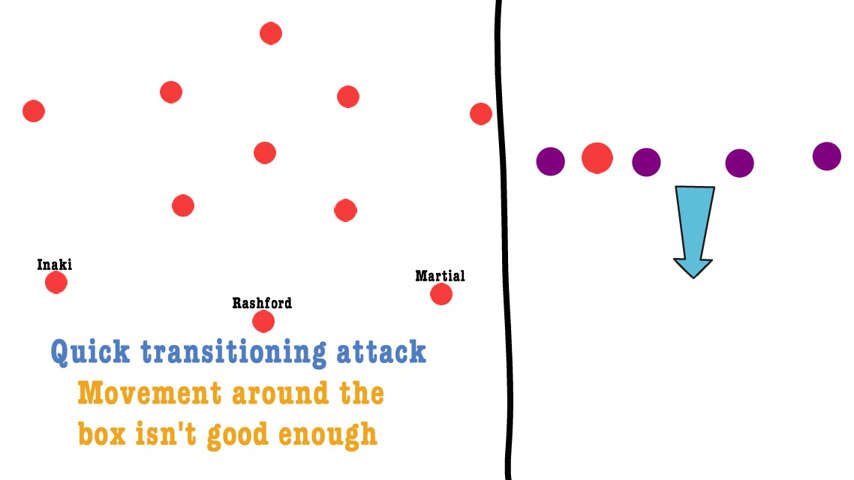 Inaki
Martial
Rashford
Quick transitioning attack
Movement around the
box isn't good enough